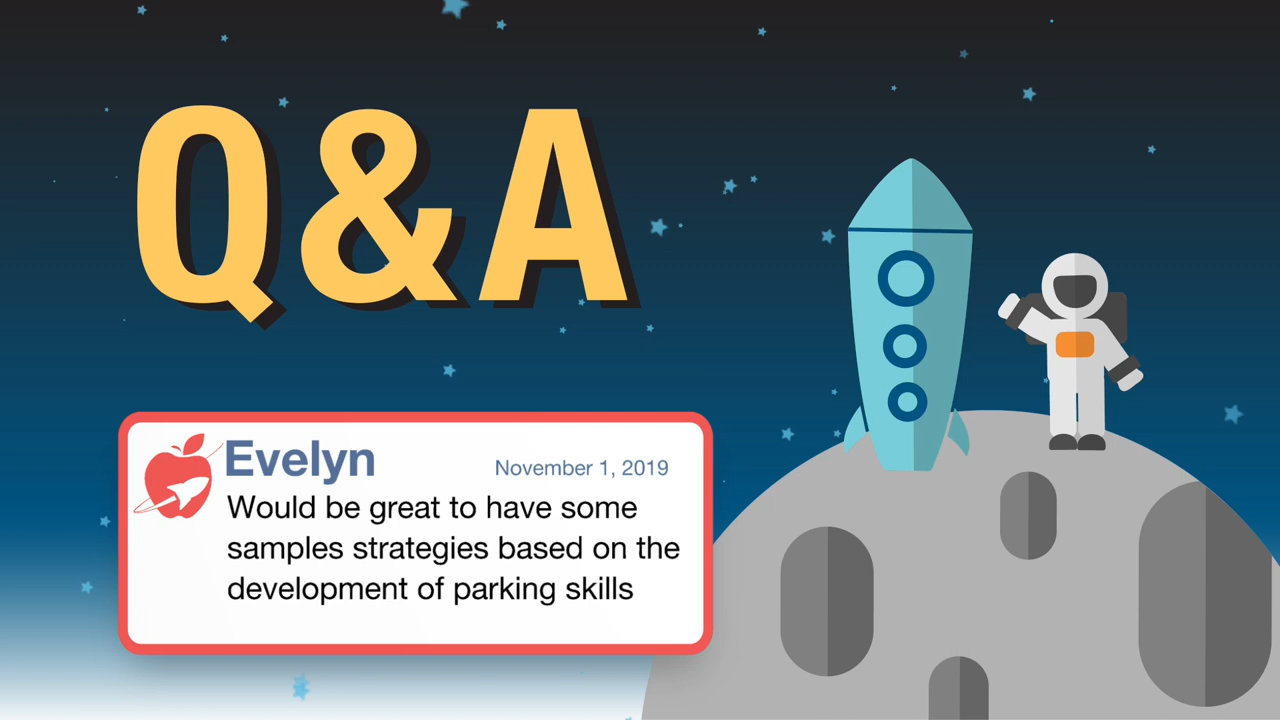 Q&A
Evelyn
November 1, 2019
Would be great to have some
samples strategies based on the
development of parking skills